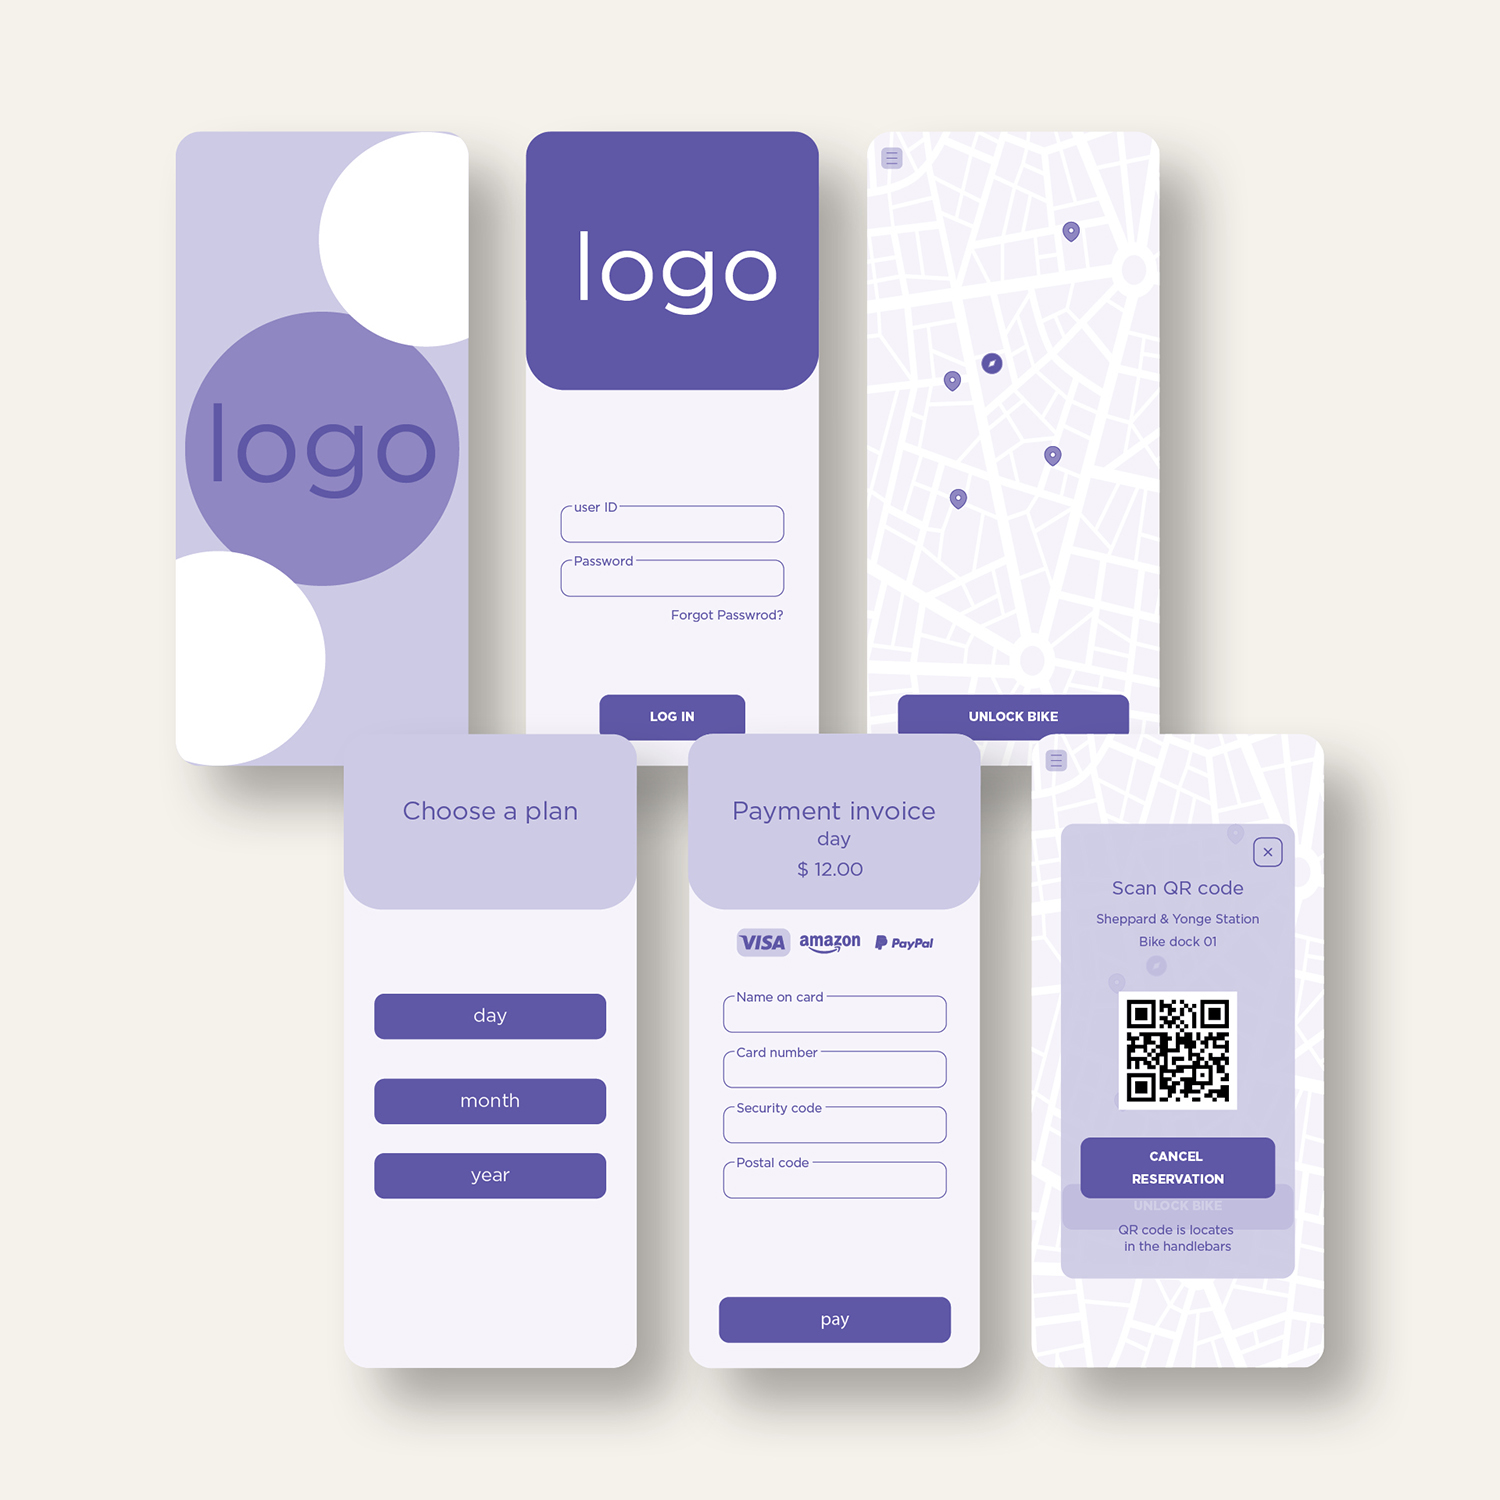 logo
logo
user ID
Password
Forgot Passwrod?
LOG IN
UNLOCK BIKE
Choose a plan
day
month
year
Payment invoice
day
$ 12.00
VISA
amazon
PayPal
Name on card
Card number
Security code
Postal code
pay
Scan QR code
Sheppard & Yonge Station
Bike dock 01
CANCEL
RESERVATION
UNLOCK BIKE
QR code is locates
in the handlebars